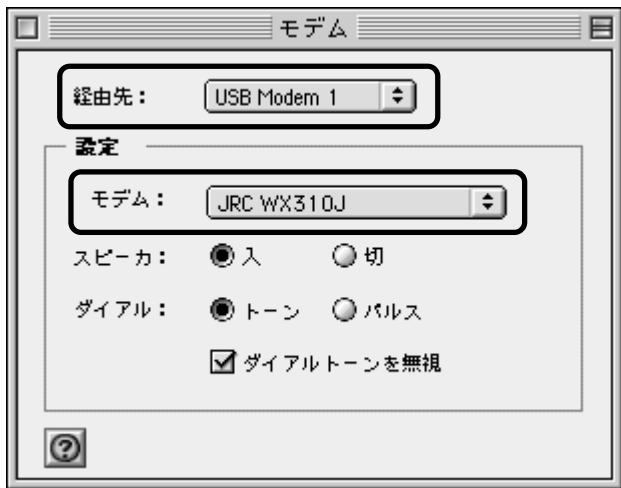 モデム
経由先： USB Modem 1
設定
モデム： JRC WX310J
スピーカ： 入 切
ダイアル： トーン パルス
ダイアルトーンを無視
?